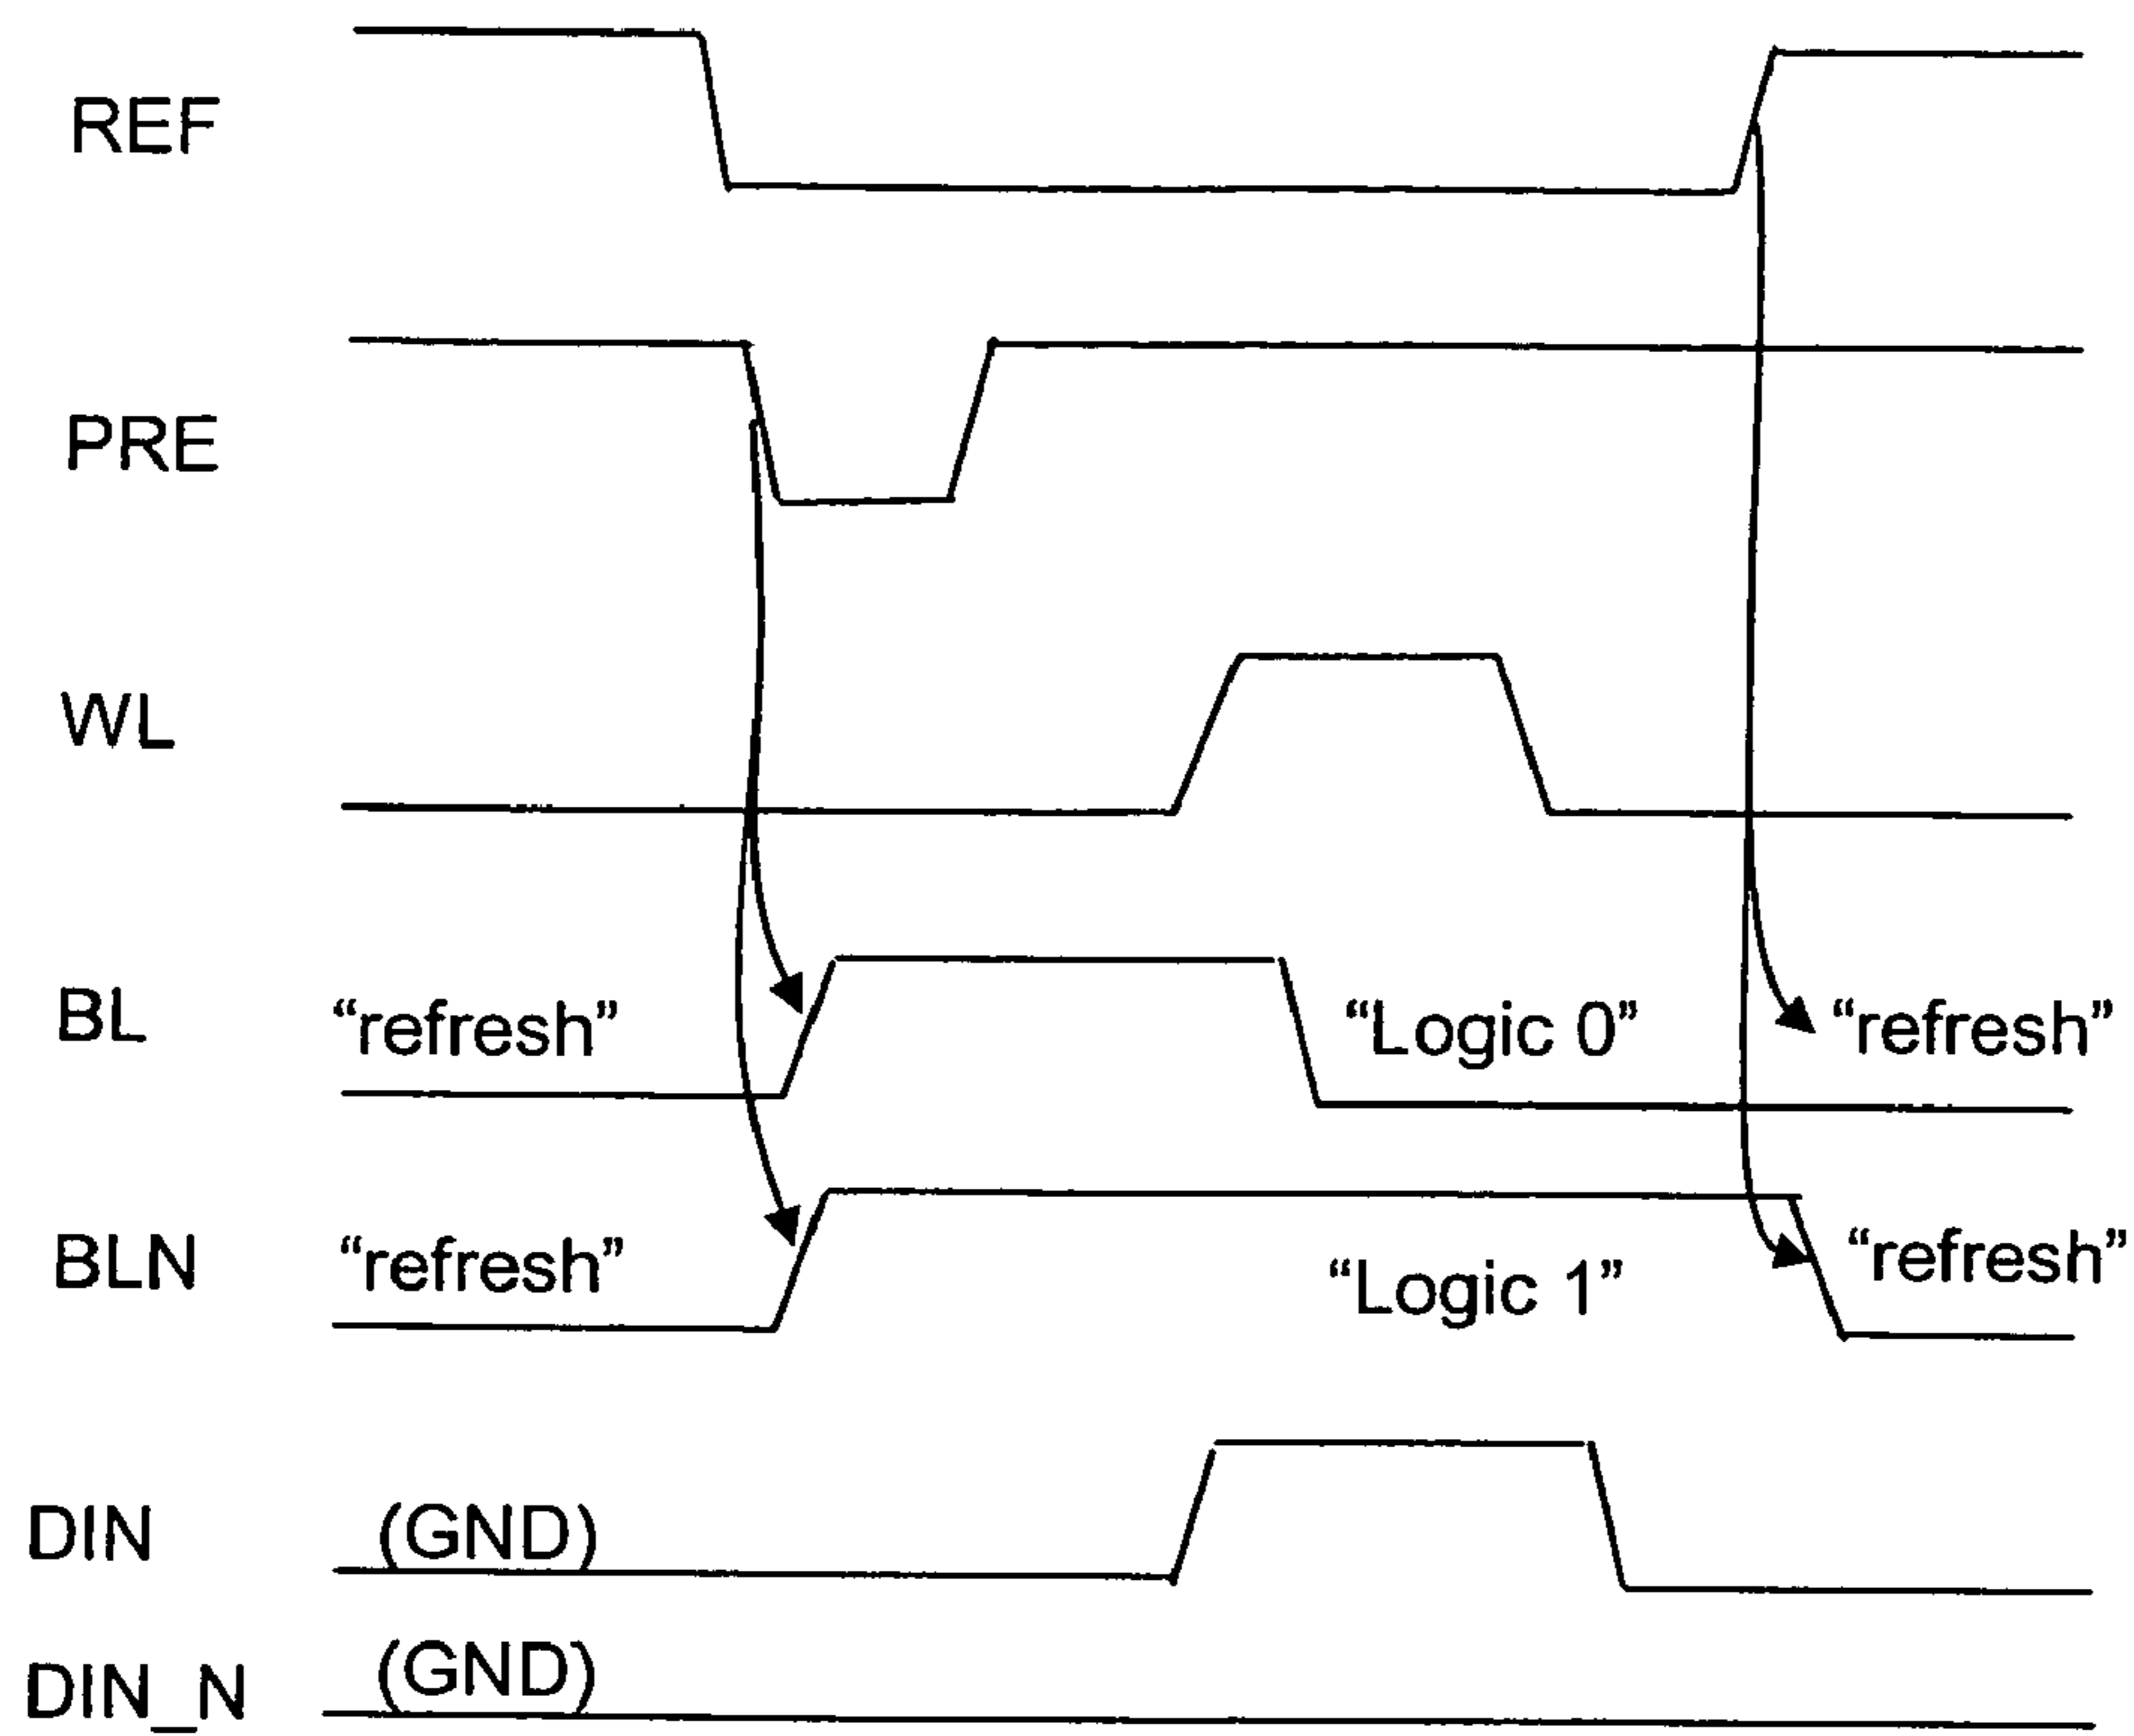 REF
PRE
WL
BL “refresh” “Logic 0” “refresh”
BLN “refresh” “Logic 1” “refresh”
DIN (GND)
DIN_N (GND)